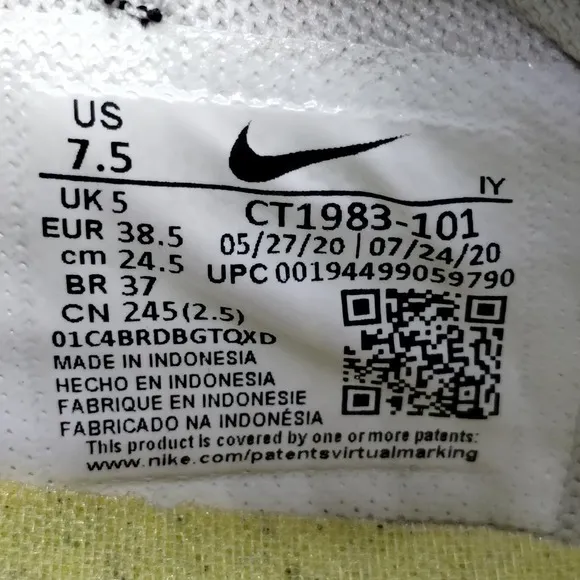 US
7.5
IY
UK 5
CT1983-101
EUR 38.5
05/27/20 | 07/24/20
cm 24.5
UPC 00194499059790
BR 37
CN 245(2.5)
01C4BRDBGTQXD
MADE IN INDONESIA
HECHO EN INDONESIA
FABRIQUE EN INDONESIE
FABRICADO NA INDONÉSIA
This product is covered by one or more patents:
www.nike.com/patentsvirtualmarking